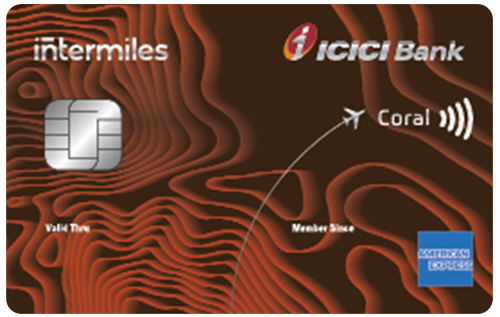 intermiles
ICICI Bank
Coral
Valid Thru
Member Since
AMERICAN
EXPRESS